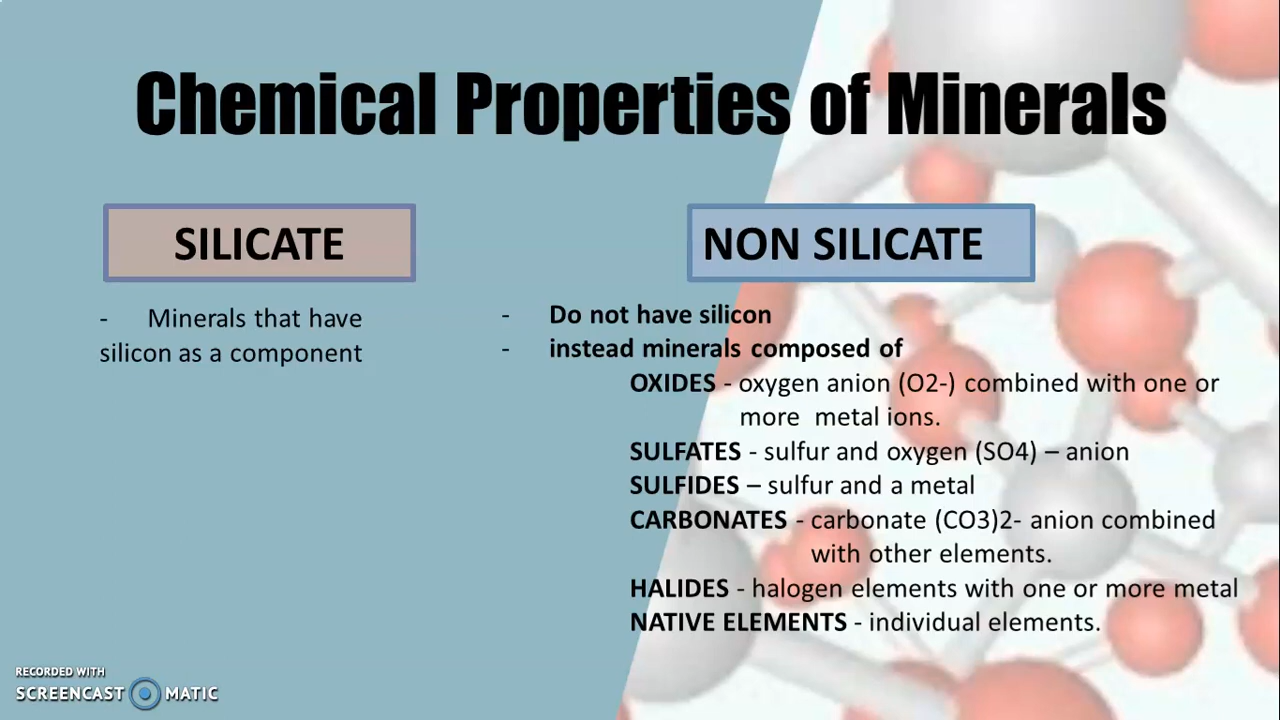 Chemical Properties of Minerals
SILICATE
- Minerals that have
silicon as a component
NON SILICATE
- Do not have silicon
- instead minerals composed of
OXIDES - oxygen anion (O2-) combined with one or
more metal ions.
SULFATES - sulfur and oxygen (SO4) – anion
SULFIDES – sulfur and a metal
CARBONATES - carbonate (CO3)2- anion combined
with other elements.
HALIDES - halogen elements with one or more metal
NATIVE ELEMENTS - individual elements.
RECORDED WITH
SCREENCAST MATIC